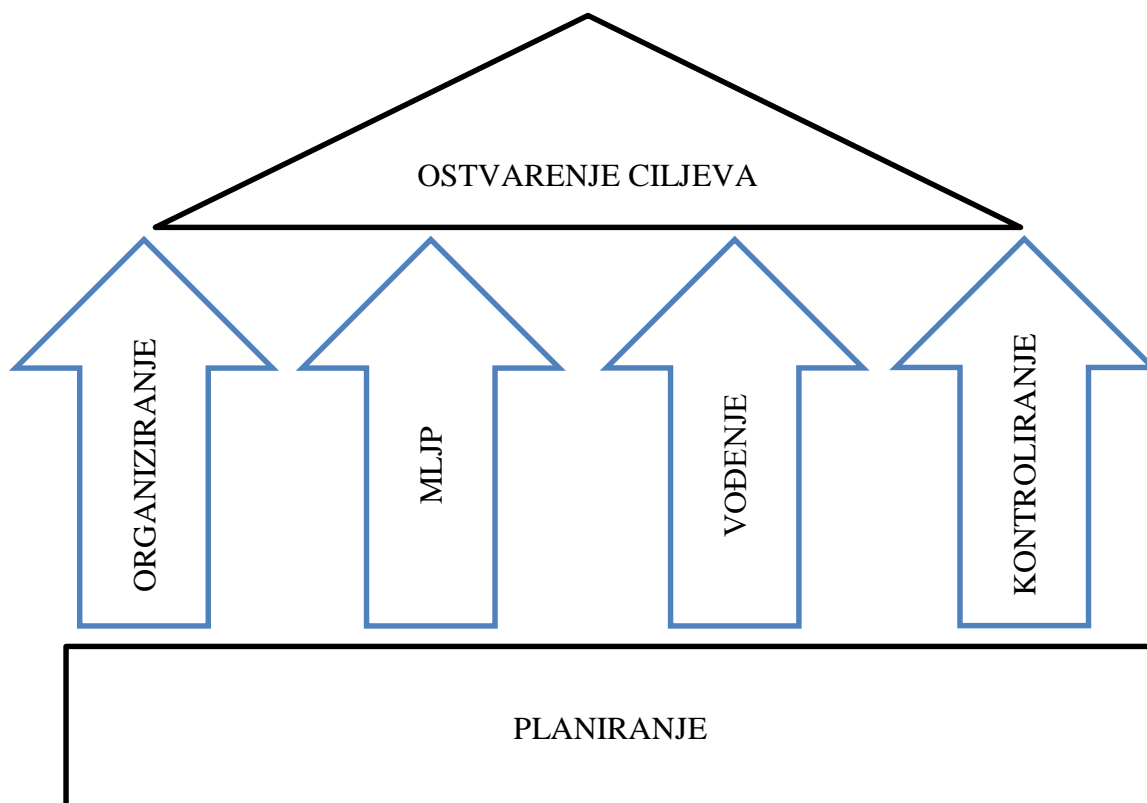 OSTVARENJE CILJEVA
ORGANIZIRANJE
MLJP
VOĐENJE
KONTROLIRANJE
PLANIRANJE